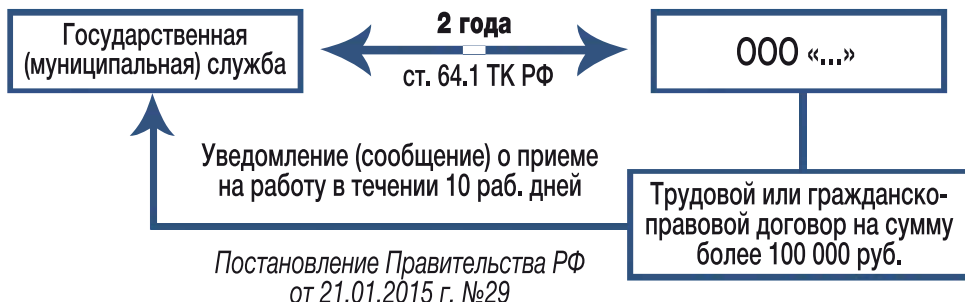 Государственная
(муниципальная) служба
2 года
ст. 64.1 ТК РФ
ООО «...»
Уведомление (сообщение) о приеме
на работу в течении 10 раб. дней
Трудовой или гражданско-
правовой договор на сумму
более 100 000 руб.
Постановление Правительства РФ
от 21.01.2015 г. №29